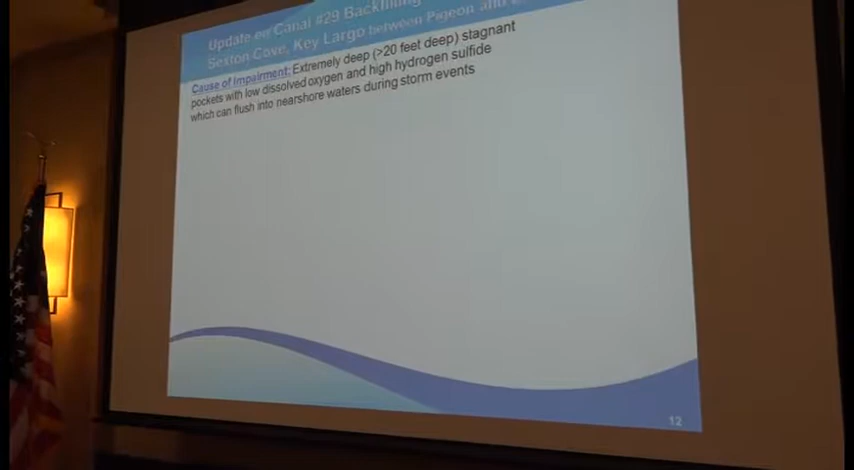 Update on Canal #29 Backfilling
Sexton Cove, Key Largo between Pigeon and
Cause of Impairment: Extremely deep (>20 feet deep) stagnant
pockets with low dissolved oxygen and high hydrogen sulfide
which can flush into nearshore waters during storm events
12